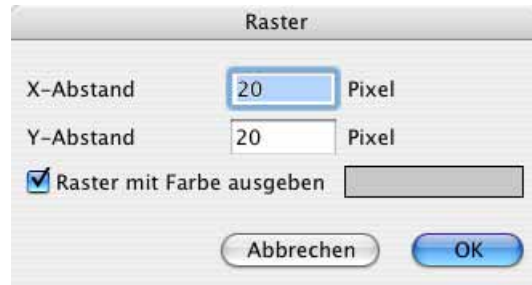 Raster
X-Abstand 20 Pixel
Y-Abstand 20 Pixel
Raster mit Farbe ausgeben
Abbrechen OK